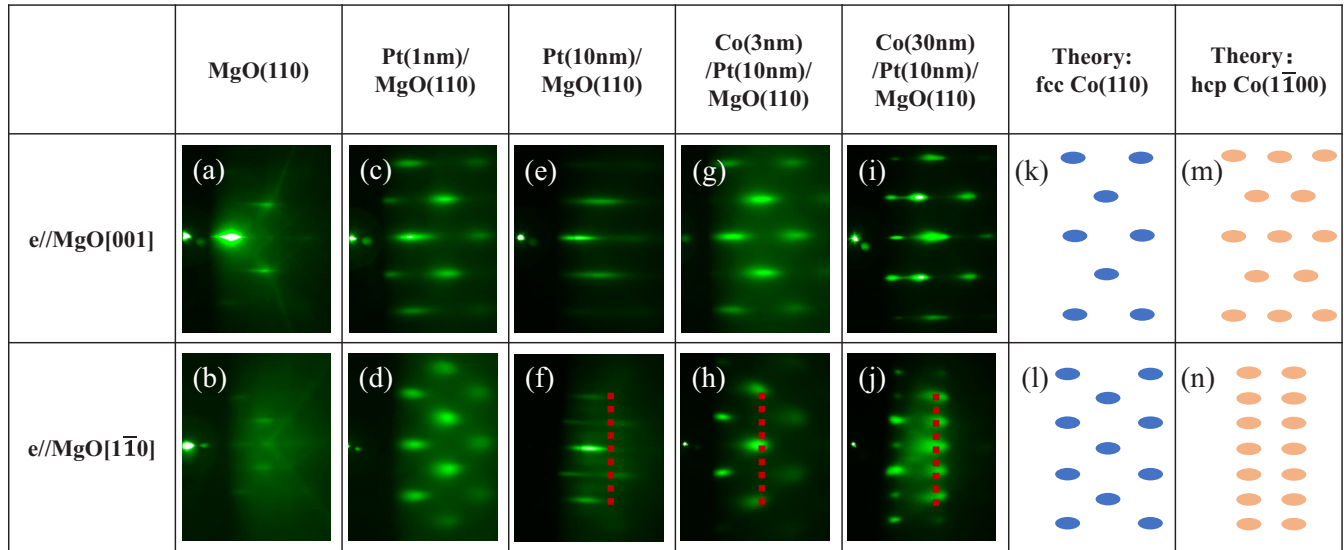 MgO(110)
Pt(1nm)/
MgO(110)
Pt(10nm)/
MgO(110)
Co(3nm)
/Pt(10nm)/
MgO(110)
Co(30nm)
/Pt(10nm)/
MgO(110)
Theory:
fcc Co(110)
Theory：
hcp Co(11̅00)
e//MgO[001]
(a)
(c)
(e)
(g)
(i)
(k)
(m)
e//MgO[11̅0]
(b)
(d)
(f)
(h)
(j)
(l)
(n)